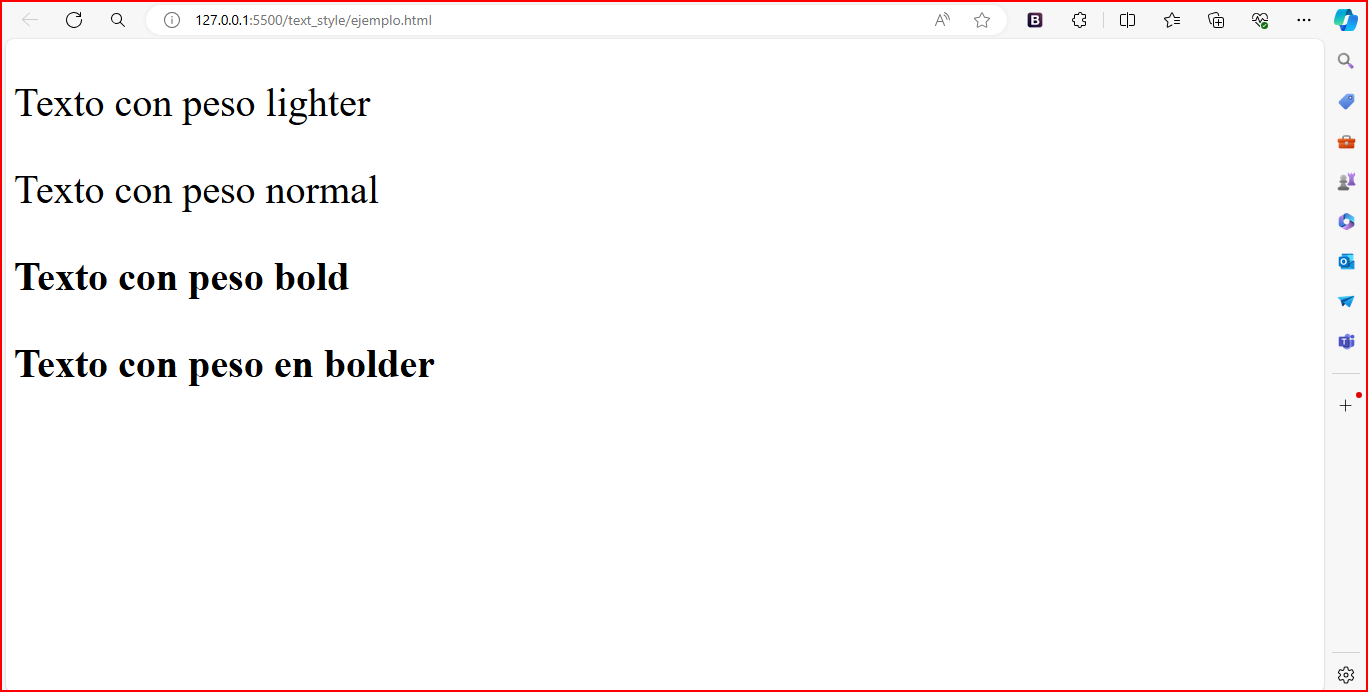 127.0.0.1:5500/text_style/ejemplo.html
Texto con peso lighter
Texto con peso normal
Texto con peso bold
Texto con peso en bolder